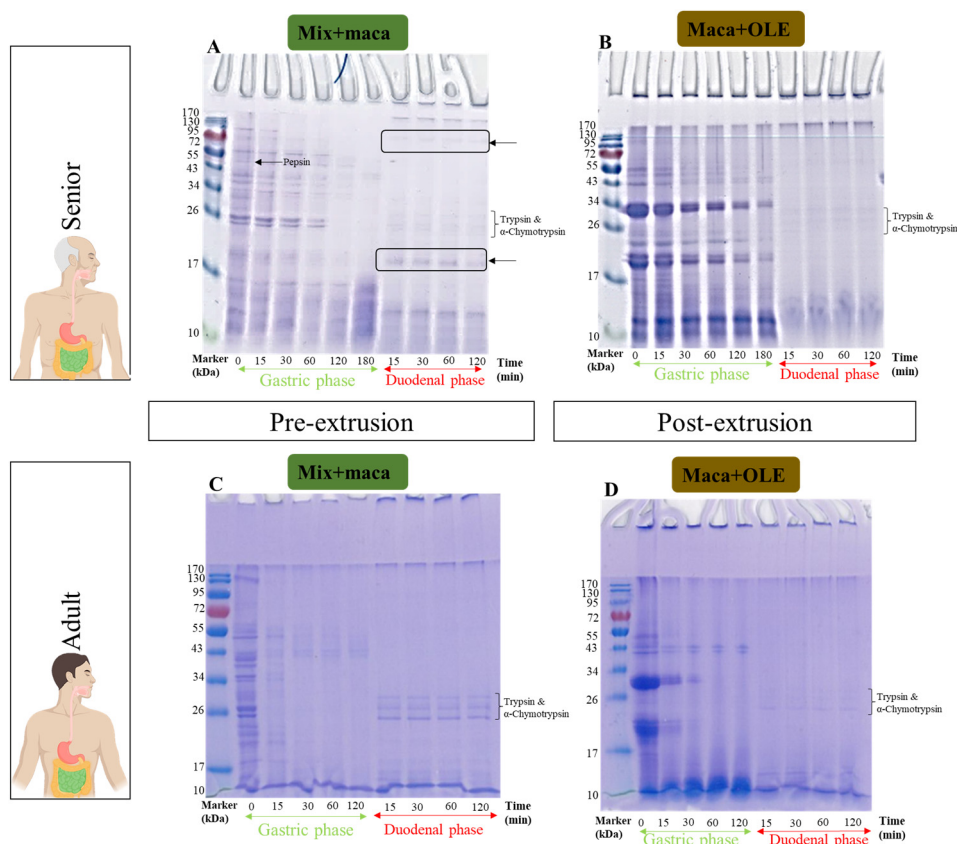 Senior
Mix+maca
A
170
130
95
72
55
43
34
26
17
10
Pepsin
Trypsin &
α-Chymotrypsin
Marker
(kDa)
0 15 30 60 120 180 15 30 60 120
Time
(min)
Gastric phase
Duodenal phase
Maca+OLE
B
170
130
95
72
55
43
34
26
17
10
Trypsin &
α-Chymotrypsin
Marker
(kDa)
0 15 30 60 120 180 15 30 60 120
Time
(min)
Gastric phase
Duodenal phase
Pre-extrusion
Post-extrusion
Adult
Mix+maca
C
170
130
95
72
55
43
34
26
17
10
Trypsin &
α-Chymotrypsin
Marker
(kDa)
0 15 30 60 120 15 30 60 120
Time
(min)
Gastric phase
Duodenal phase
Maca+OLE
D
170
130
95
72
55
43
34
26
17
10
Trypsin &
α-Chymotrypsin
Marker
(kDa)
0 15 30 60 120 15 30 60 120
Time
(min)
Gastric phase
Duodenal phase